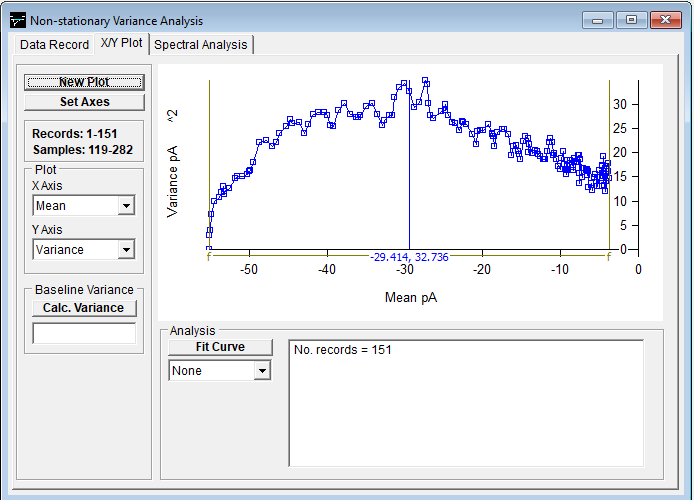 Non-stationary Variance Analysis
Data Record
X/Y Plot
Spectral Analysis
New Plot
Set Axes
Records: 1-151
Samples: 119-282
Plot
X Axis
Mean
Y Axis
Variance
Baseline Variance
Calc. Variance
Variance pA ^2
30
25
20
15
10
5
0
f
-29.414, 32.736
f
-50
-40
-30
-20
-10
0
Mean pA
Analysis
Fit Curve
None
No. records = 151